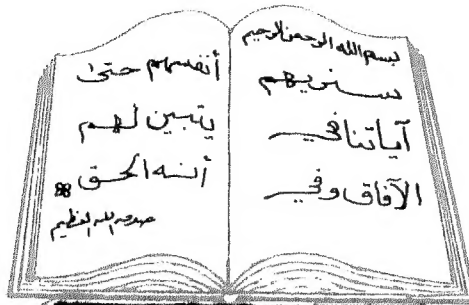 بسم الله الرحمن الرحيم
سنريهم
آياتنا في
الآفاق وفي
أنفسهم حتى
يتبين لهم
أنه الحق
صدق الله العظيم